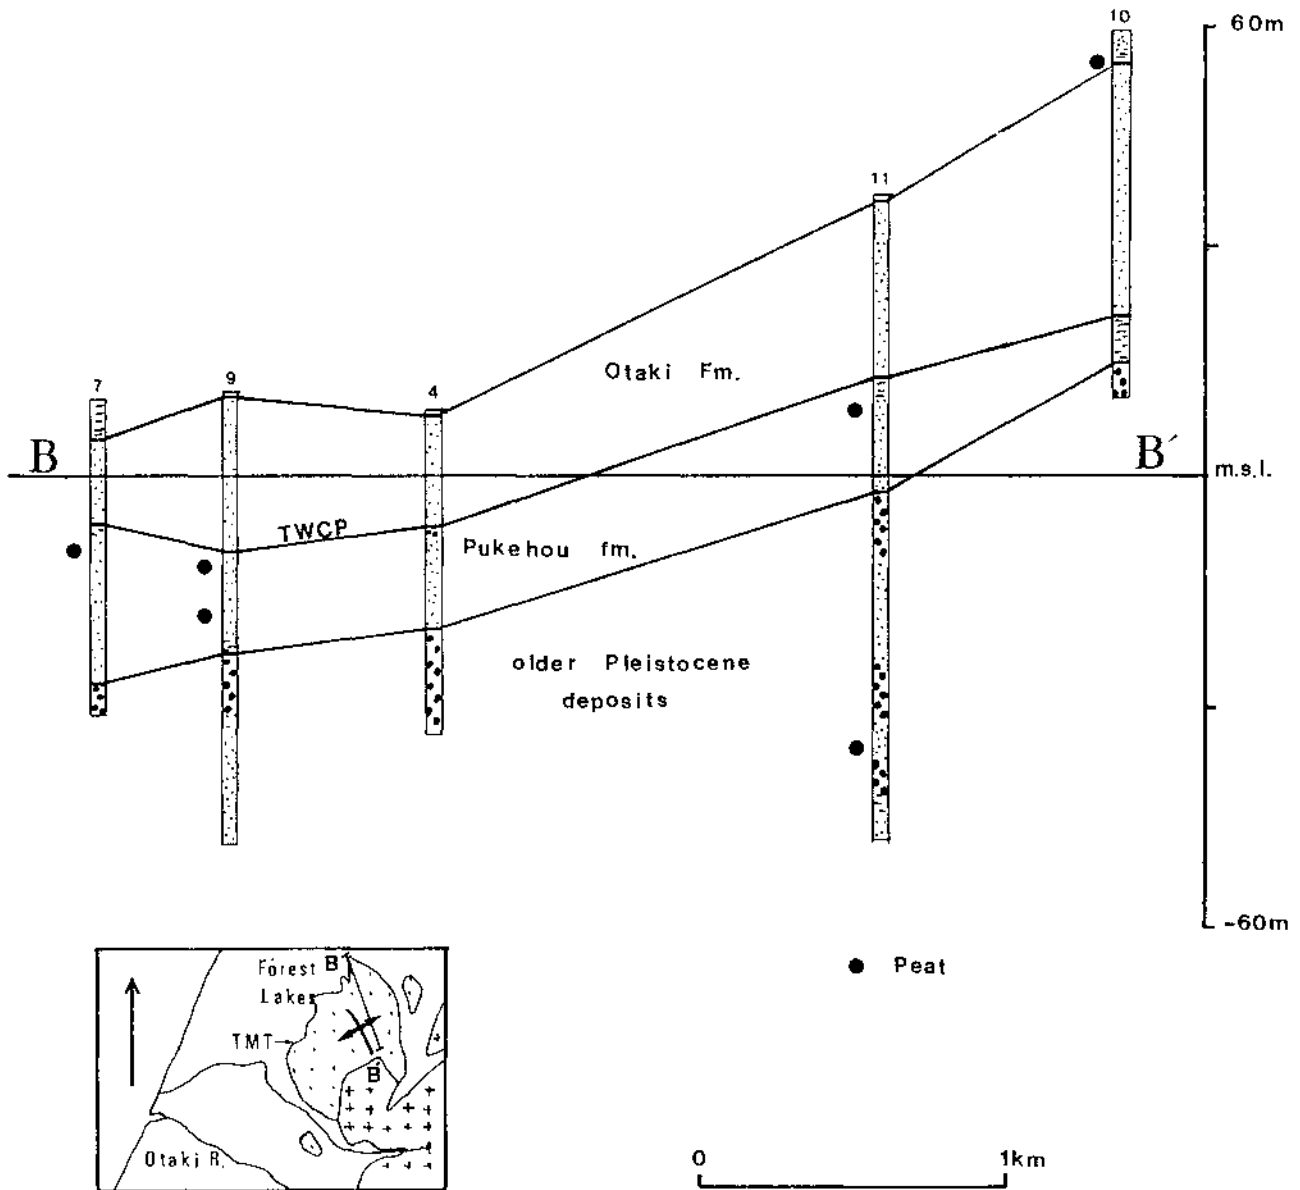 10
60m
11
Otaki Fm.
7
9
4
B
B´
m.s.l.
TWCP
Pukehou fm.
older Pleistocene
deposits
-60m
Peat
Forest B
Lakes
TMT
B´
Otaki R.
0 1km